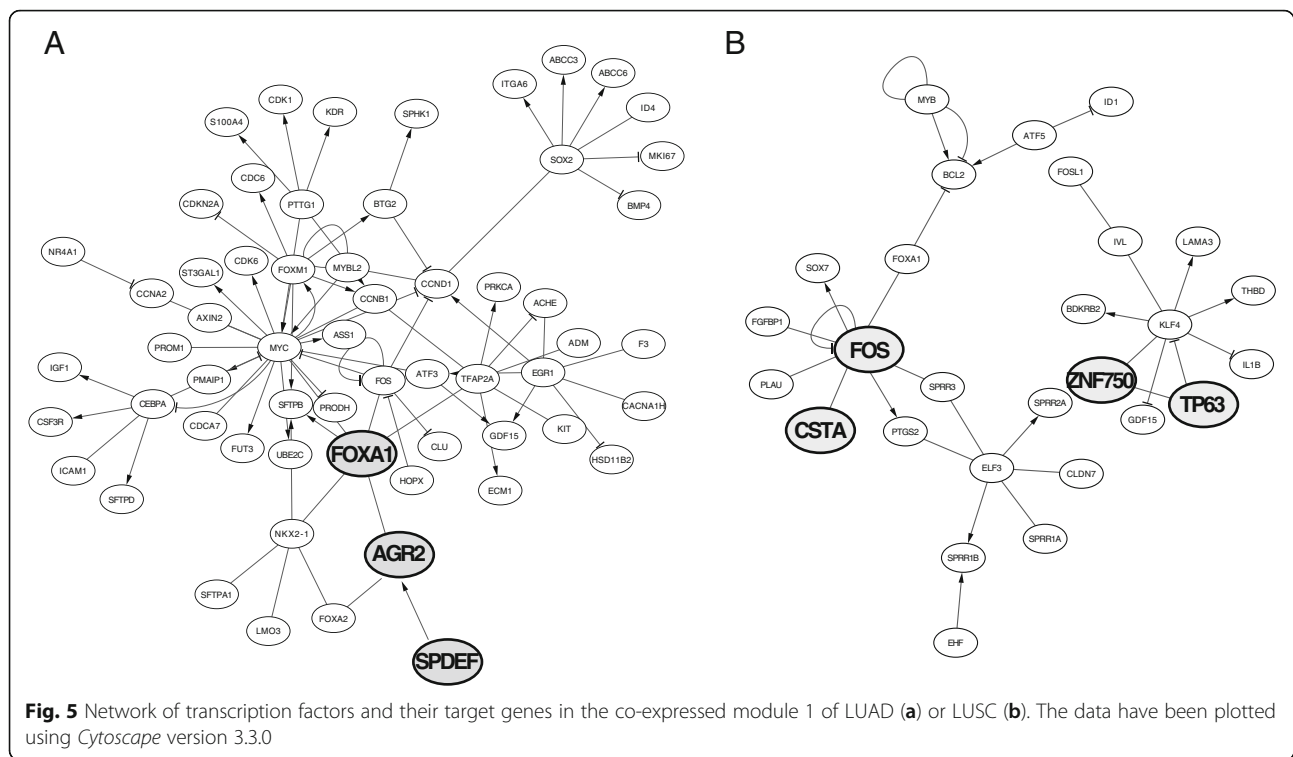 A
B
ABCC3
ITGA6
ABCC6
CDK1
ID4
S100A4
KDR
SPHK1
SOX2
MKI67
CDC6
BMP4
CDKN2A
PTTG1
BTG2
NR4A1
ST3GAL1
CDK6
FOXM1
MYBL2
CCND1
CCNA2
CCNB1
PRKCA
ACHE
AXIN2
ASS1
PROM1
MYC
ADM
F3
IGF1
PMAIP1
FOS
ATF3
TFAP2A
EGR1
CEBPA
CSF3R
SFTPB
PRODH
CACNA1H
CDCA7
KIT
ICAM1
FUT3
UBE2C
FOXA1
CLU
GDF15
HSD11B2
SFTPD
HOPX
ECM1
NKX2-1
AGR2
SFTPA1
FOXA2
LMO3
SPDEF
MYB
ID1
ATF5
BCL2
FOSL1
IVL
LAMA3
SOX7
FOXA1
THBD
BDKRB2
FGFBP1
KLF4
FOS
IL1B
PLAU
SPRR3
ZNF750
TP63
SPRR2A
GDF15
CSTA
PTGS2
ELF3
CLDN7
SPRR1A
SPRR1B
EHF
Fig. 5 Network of transcription factors and their target genes in the co-expressed module 1 of LUAD (a) or LUSC (b). The data have been plotted
using Cytoscape version 3.3.0